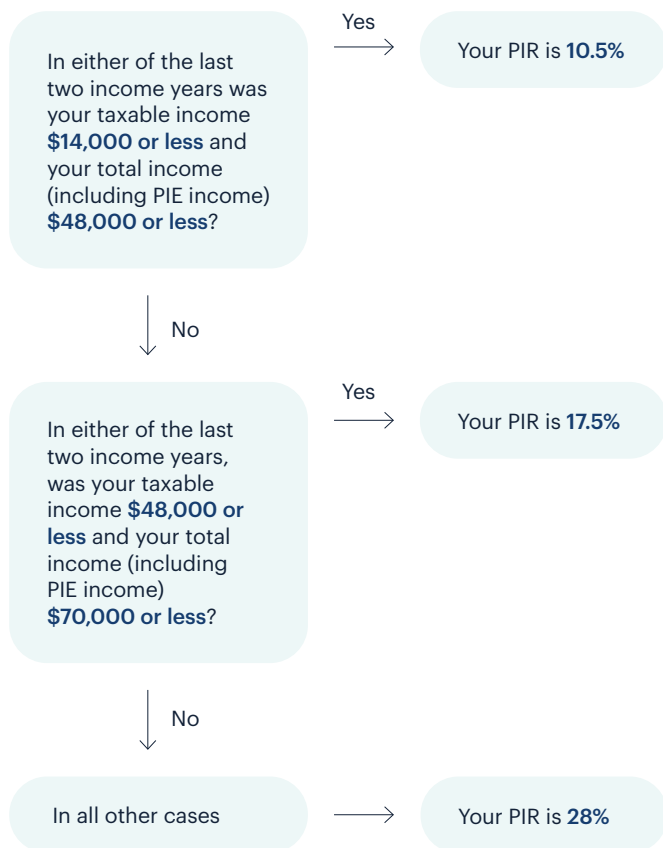 Yes
In either of the last
two income years was
your taxable income
$14,000 or less and
your total income
(including PIE income)
$48,000 or less?
Your PIR is 10.5%
No
Yes
In either of the last
two income years,
was your taxable
income $48,000 or
less and your total
income (including
PIE income)
$70,000 or less?
Your PIR is 17.5%
No
In all other cases
Your PIR is 28%